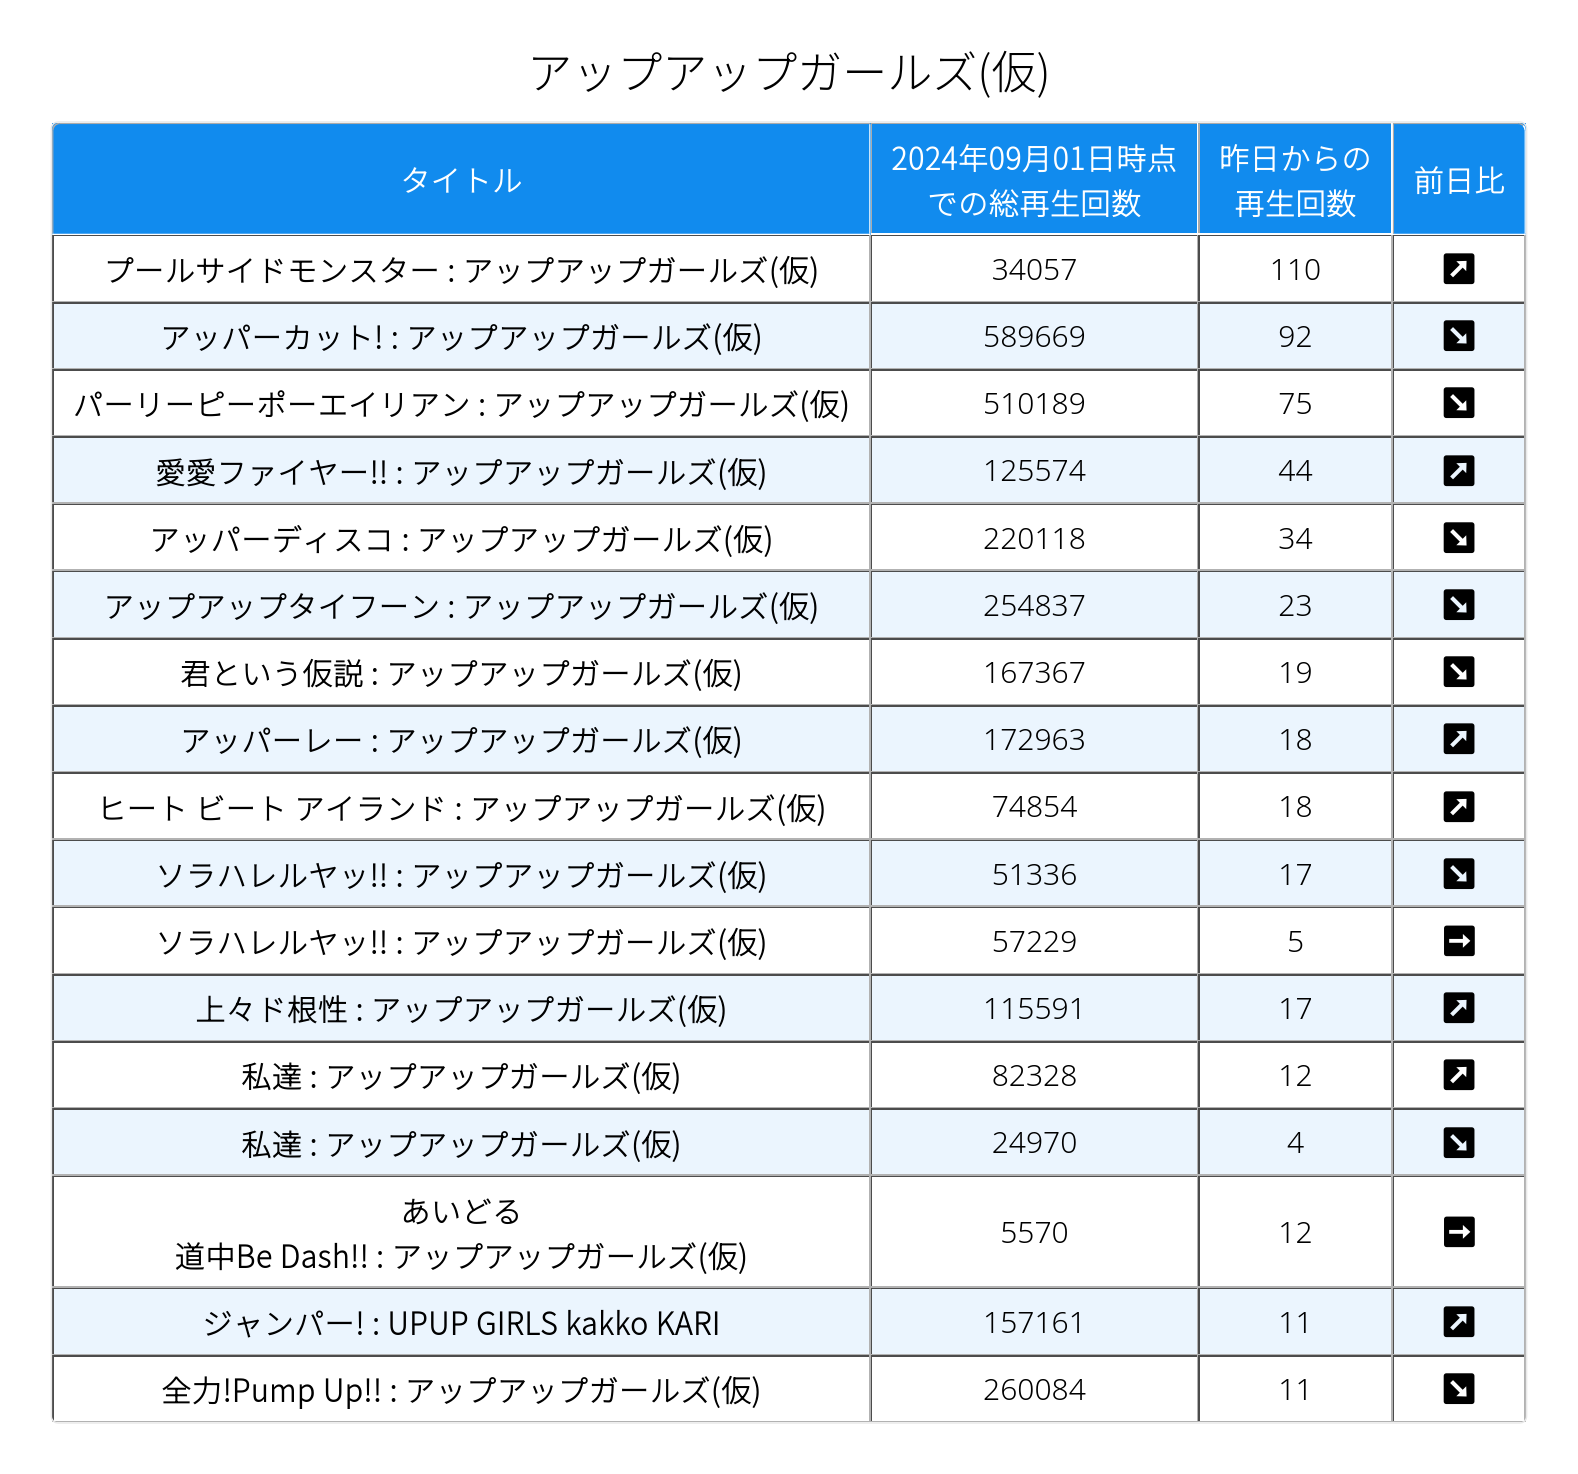 アップアップガールズ(仮)
タイトル 2024年09月01日時点での総再生回数 昨日からの再生回数 前日比
プールサイドモンスター : アップアップガールズ(仮) 34057 110 ↗
アッパーカット! : アップアップガールズ(仮) 589669 92 ↘
パーリーピーポーエイリアン : アップアップガールズ(仮) 510189 75 ↘
愛愛ファイヤー!! : アップアップガールズ(仮) 125574 44 ↗
アッパーディスコ : アップアップガールズ(仮) 220118 34 ↘
アップアップタイフーン : アップアップガールズ(仮) 254837 23 ↘
君という仮説 : アップアップガールズ(仮) 167367 19 ↘
アッパーレー : アップアップガールズ(仮) 172963 18 ↗
ヒート ビート アイランド : アップアップガールズ(仮) 74854 18 ↗
ソラハレルヤッ!! : アップアップガールズ(仮) 51336 17 ↘
ソラハレルヤッ!! : アップアップガールズ(仮) 57229 5 →
上々ド根性 : アップアップガールズ(仮) 115591 17 ↗
私達 : アップアップガールズ(仮) 82328 12 ↗
私達 : アップアップガールズ(仮) 24970 4 ↘
あいどる
道中Be Dash!! : アップアップガールズ(仮) 5570 12 →
ジャンパー! : UPUP GIRLS kakko KARI 157161 11 ↗
全力!Pump Up!! : アップアップガールズ(仮) 260084 11 ↘